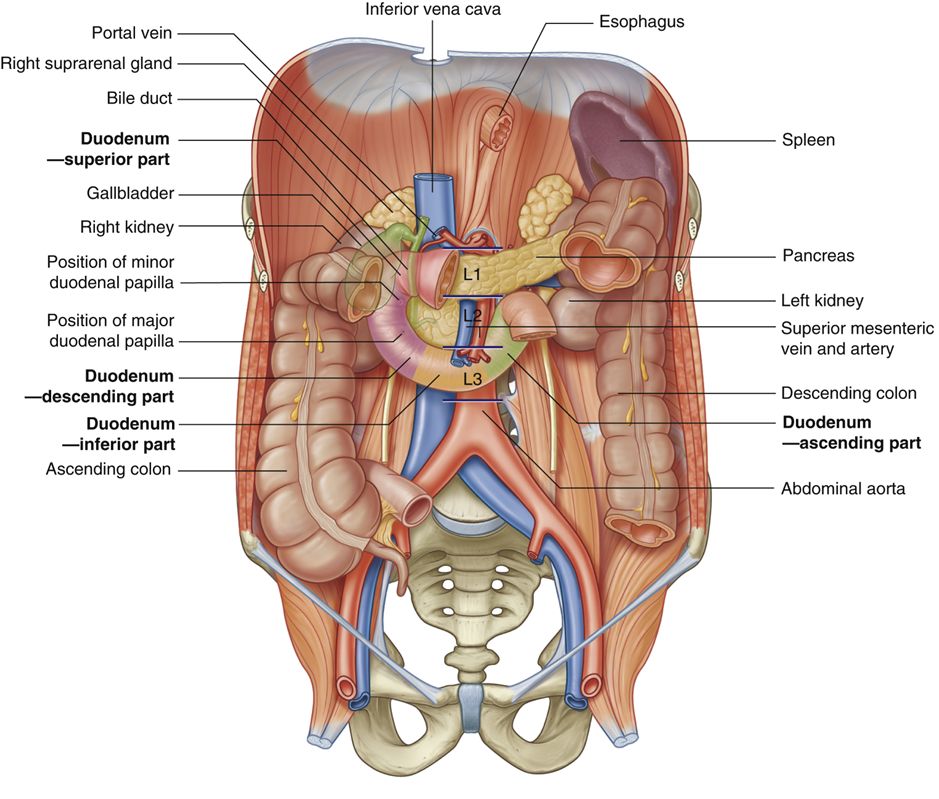 Inferior vena cava
Esophagus
Portal vein
Right suprarenal gland
Bile duct
Duodenum
—superior part
Gallbladder
Right kidney
Position of minor
duodenal papilla
Position of major
duodenal papilla
Duodenum
—descending part
Duodenum
—inferior part
Ascending colon
L1
L2
L3
Spleen
Pancreas
Left kidney
Superior mesenteric
vein and artery
Descending colon
Duodenum
—ascending part
Abdominal aorta